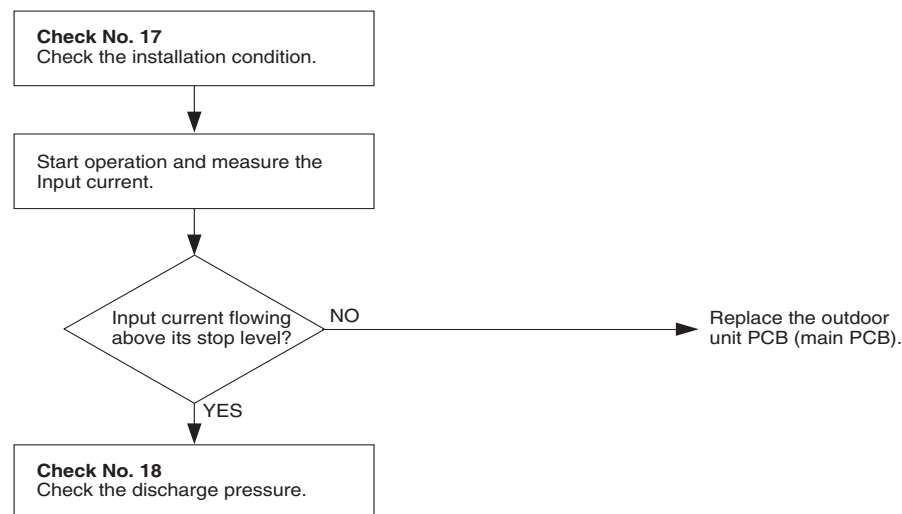 Check No. 17
Check the installation condition.
Start operation and measure the
Input current.
Input current flowing
above its stop level?
NO
Replace the outdoor
unit PCB (main PCB).
YES
Check No. 18
Check the discharge pressure.